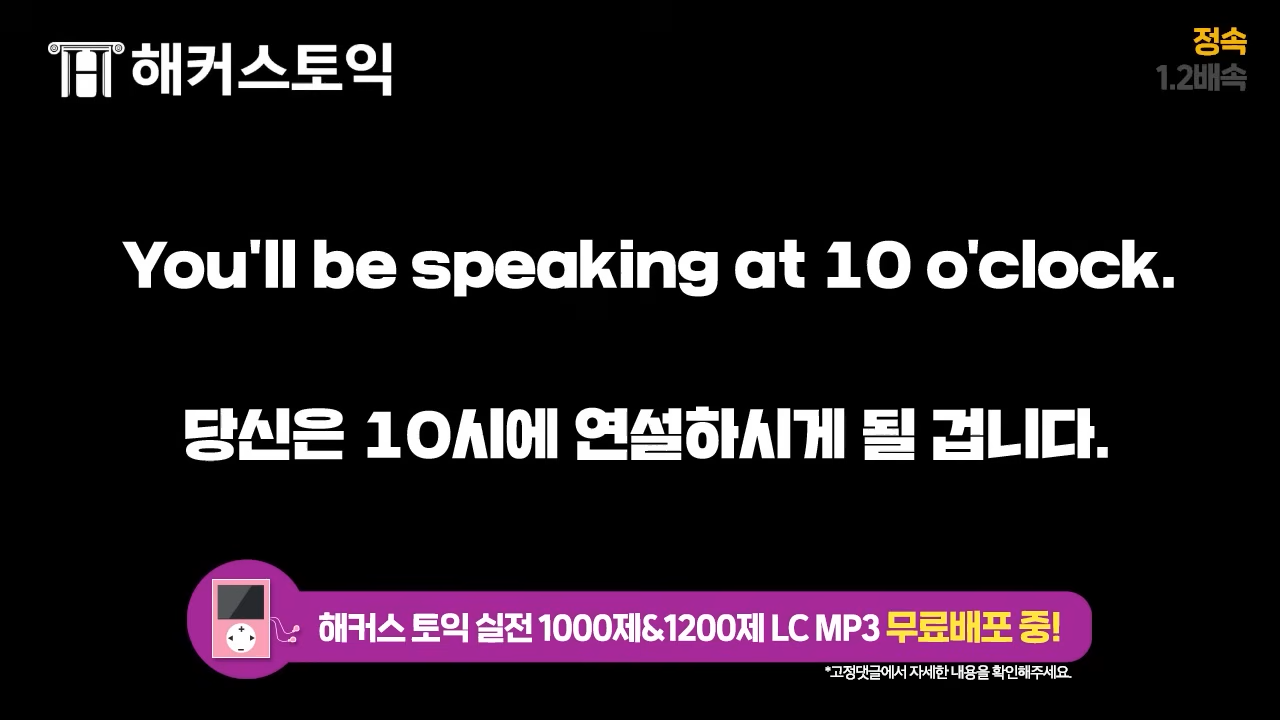 해커스토익
정속
1.2배속
You'll be speaking at 10 o'clock.
당신은 10시에 연설하시게 될 겁니다.
해커스 토익 실전 1000제&1200제 LC MP3 무료배포 중!
*고정댓글에서 자세한 내용을 확인해주세요.